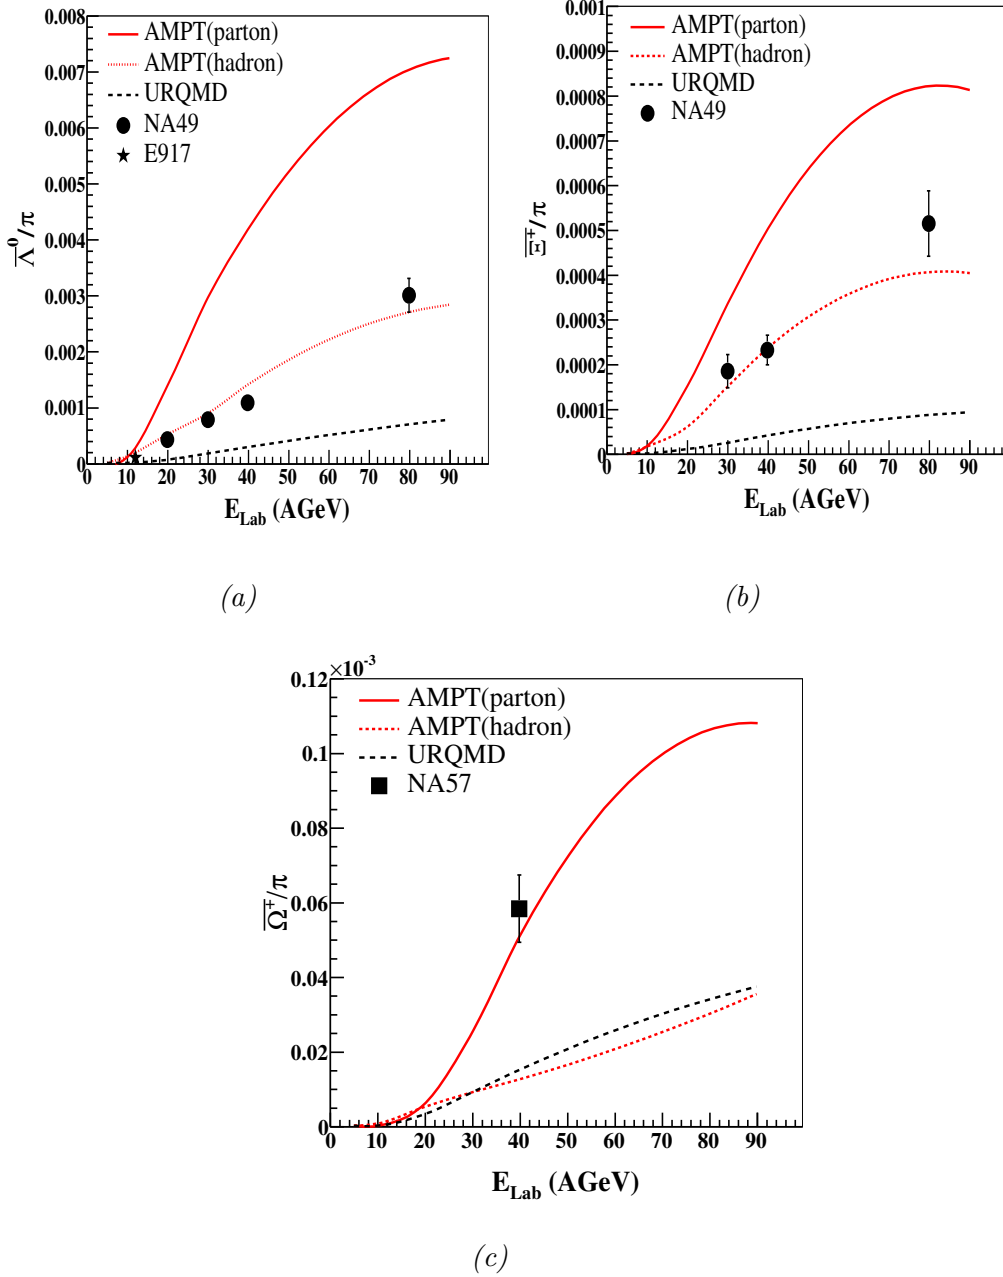 0.008
0.007
0.006
0.005
0.004
0.003
0.002
0.001
0
AMPT(parton)
AMPT(hadron)
URQMD
NA49
E917
Λ̅⁰/π
0 10 20 30 40 50 60 70 80 90
E_Lab (AGeV)
(a)
0.001
0.0009
0.0008
0.0007
0.0006
0.0005
0.0004
0.0003
0.0002
0.0001
0
AMPT(parton)
AMPT(hadron)
URQMD
NA49
Ξ̅⁺/π
0 10 20 30 40 50 60 70 80 90
E_Lab (AGeV)
(b)
×10⁻³
0.12
0.1
0.08
0.06
0.04
0.02
0
AMPT(parton)
AMPT(hadron)
URQMD
NA57
Ω̅⁺/π
0 10 20 30 40 50 60 70 80 90
E_Lab (AGeV)
(c)